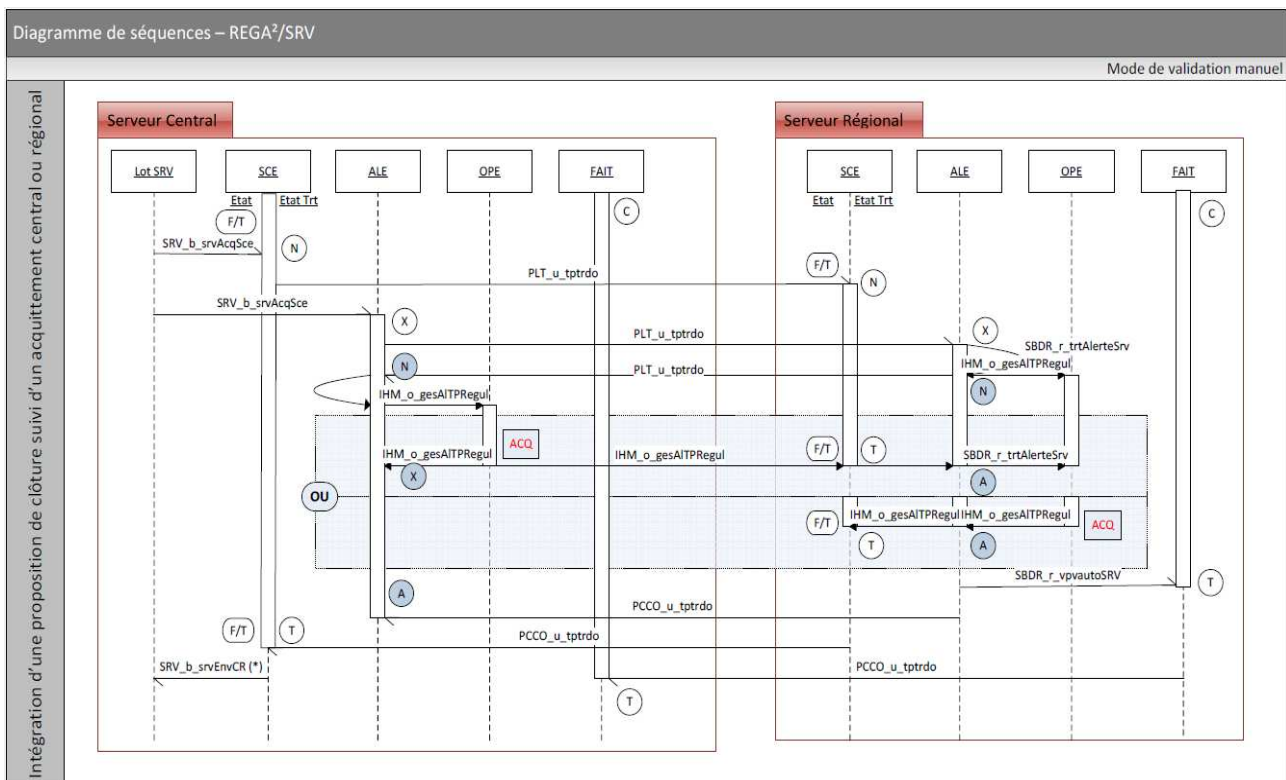 Diagramme de séquences – REGA²/SRV
Mode de validation manuel
Intégration d'une proposition de clôture suivi d'un acquittement central ou régional
Serveur Central
Serveur Régional
Lot SRV
SCE
ALE
OPE
FAIT
SCE
ALE
OPE
FAIT
Etat
Etat Trt
Etat
Etat Trt
F/T
C
C
SRV_b_srvAcqSce
N
PLT_u_tptrdo
F/T
N
SRV_b_srvAcqSce
X
PLT_u_tptrdo
X
SBDR_r_trtAlerteSrv
N
PLT_u_tptrdo
IHM_o_gesAlTPRegul
N
IHM_o_gesAlTPRegul
ACQ
IHM_o_gesAlTPRegul
X
IHM_o_gesAlTPRegul
F/T
T
SBDR_r_trtAlerteSrv
A
OU
IHM_o_gesAlTPRegul
IHM_o_gesAlTPRegul
F/T
T
A
ACQ
SBDR_r_vpvautoSRV
T
A
PCCO_u_tptrdo
F/T
T
PCCO_u_tptrdo
SRV_b_srvEnvCR (*)
PCCO_u_tptrdo
T